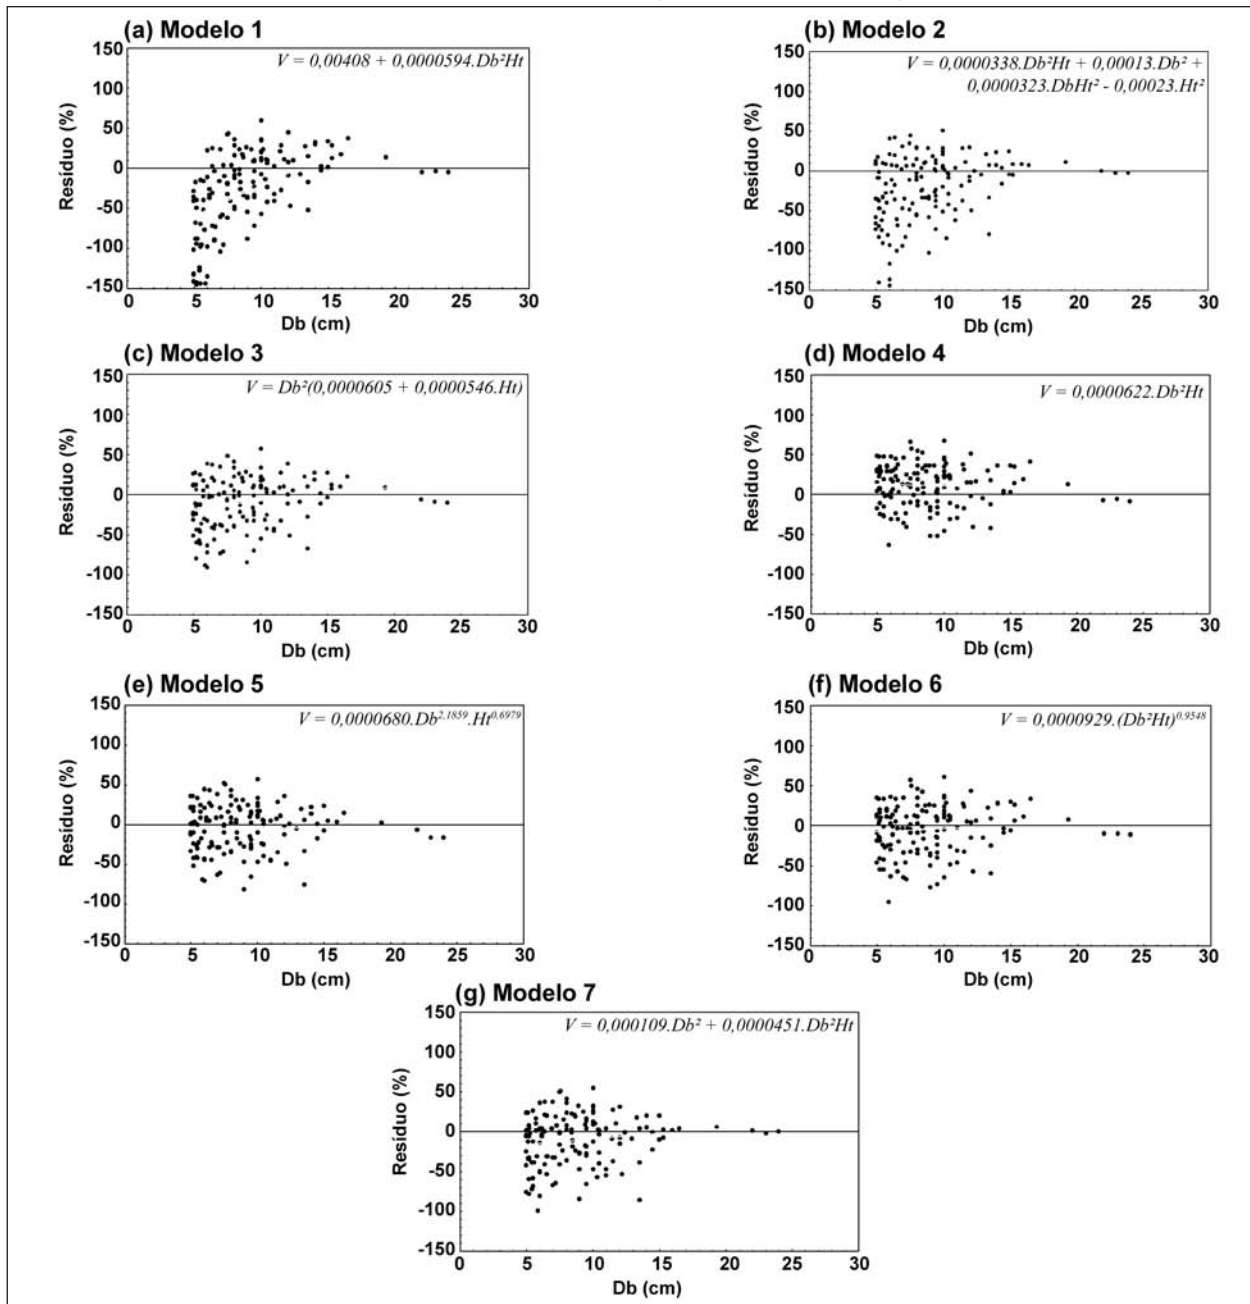 (a) Modelo 1
V = 0,00408 + 0,0000594.Db²Ht
Resíduo (%)
150
100
50
0
-50
-100
-150
0 5 10 15 20 25 30
Db (cm)
(b) Modelo 2
V = 0,0000338.Db²Ht + 0,00013.Db² +
0,0000323.DbHt² - 0,00023.Ht²
Resíduo (%)
150
100
50
0
-50
-100
-150
0 5 10 15 20 25 30
Db (cm)
(c) Modelo 3
V = Db²(0,0000605 + 0,0000546.Ht)
Resíduo (%)
150
100
50
0
-50
-100
-150
0 5 10 15 20 25 30
Db (cm)
(d) Modelo 4
V = 0,0000622.Db²Ht
Resíduo (%)
150
100
50
0
-50
-100
-150
0 5 10 15 20 25 30
Db (cm)
(e) Modelo 5
V = 0,0000680.Db^2,1859.Ht^0,6979
Resíduo (%)
150
100
50
0
-50
-100
-150
0 5 10 15 20 25 30
Db (cm)
(f) Modelo 6
V = 0,0000929.(Db²Ht)^0,9548
Resíduo (%)
150
100
50
0
-50
-100
-150
0 5 10 15 20 25 30
Db (cm)
(g) Modelo 7
V = 0,000109.Db² + 0,0000451.Db²Ht
Resíduo (%)
150
100
50
0
-50
-100
-150
0 5 10 15 20 25 30
Db (cm)